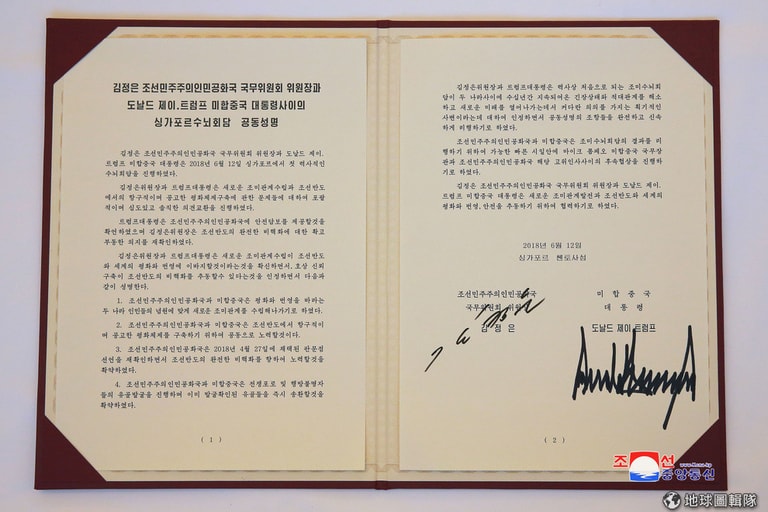 김정은 조선민주주의인민공화국 국무위원회 위원장과
도날드 제이.트럼프 미합중국 대통령사이의
싱가포르수뇌회담 공동성명
김정은 조선민주주의인민공화국 국무위원회 위원장과 도날드 제이.
트럼프 미합중국 대통령은 2018년 6월 12일 싱가포르에서 첫 력사적인
수뇌회담을 진행하였다.
김정은위원장과 트럼프대통령은 새로운 조미관계수립과 조선반도
에서의 항구적이며 공고한 평화체제구축에 관한 문제들에 대하여 포괄
적이며 심도있고 솔직한 의견교환을 진행하였다.
트럼프대통령은 조선민주주의인민공화국에 안전담보를 제공할것을
확언하였으며 김정은위원장은 조선반도의 완전한 비핵화에 대한 확고
부동한 의지를 재확인하였다.
김정은위원장과 트럼프대통령은 새로운 조미관계수립이 조선반도
와 세계의 평화와 번영에 이바지할것이라는것을 확신하면서, 호상 신뢰
구축이 조선반도의 비핵화를 추동할수 있다는것을 인정하면서 다음과
같이 성명한다.
1. 조선민주주의인민공화국과 미합중국은 평화와 번영을 바라는
두 나라 인민들의 념원에 맞게 새로운 조미관계를 수립해나가기로 하였다.
2. 조선민주주의인민공화국과 미합중국은 조선반도에서 항구적이
며 공고한 평화체제를 구축하기 위하여 공동으로 노력할것이다.
3. 조선민주주의인민공화국은 2018년 4월 27일에 채택된 판문점
선언을 재확인하면서 조선반도의 완전한 비핵화를 향하여 노력할것을
확약하였다.
4. 조선민주주의인민공화국과 미합중국은 전쟁포로 및 행방불명자
들의 유골발굴을 진행하며 이미 발굴확인된 유골들을 즉시 송환할것을
확약하였다.
( 1 )
김정은위원장과 트럼프대통령은 력사상 처음으로 되는 조미수뇌회
담이 두 나라사이에 수십년간 지속되여온 긴장상태와 적대관계를 해소
하고 새로운 미래를 열어나가는데서 커다란 의의를 가지는 획기적인
사변이라는데 대하여 인정하면서 공동성명의 조항들을 완전하고 신속
하게 리행하기로 하였다.
조선민주주의인민공화국과 미합중국은 조미수뇌회담의 결과를 리
행하기 위하여 가능한 빠른 시일안에 마이크 폼페오 미합중국 국무장
관과 조선민주주의인민공화국 해당 고위인사사이의 후속협상을 진행하
기로 하였다.
김정은 조선민주주의인민공화국 국무위원회 위원장과 도날드 제이.
트럼프 미합중국 대통령은 새로운 조미관계발전과 조선반도와 세계의
평화와 번영,안전을 추동하기 위하여 협력하기로 하였다.
2018년 6월 12일
싱가포르 쎈토사섬
조선민주주의인민공화국
국무위원회 위원장
김정은
미합중국
대통령
도날드 제이.트럼프
( 2 )
조선
중앙통신
地球圖輯隊